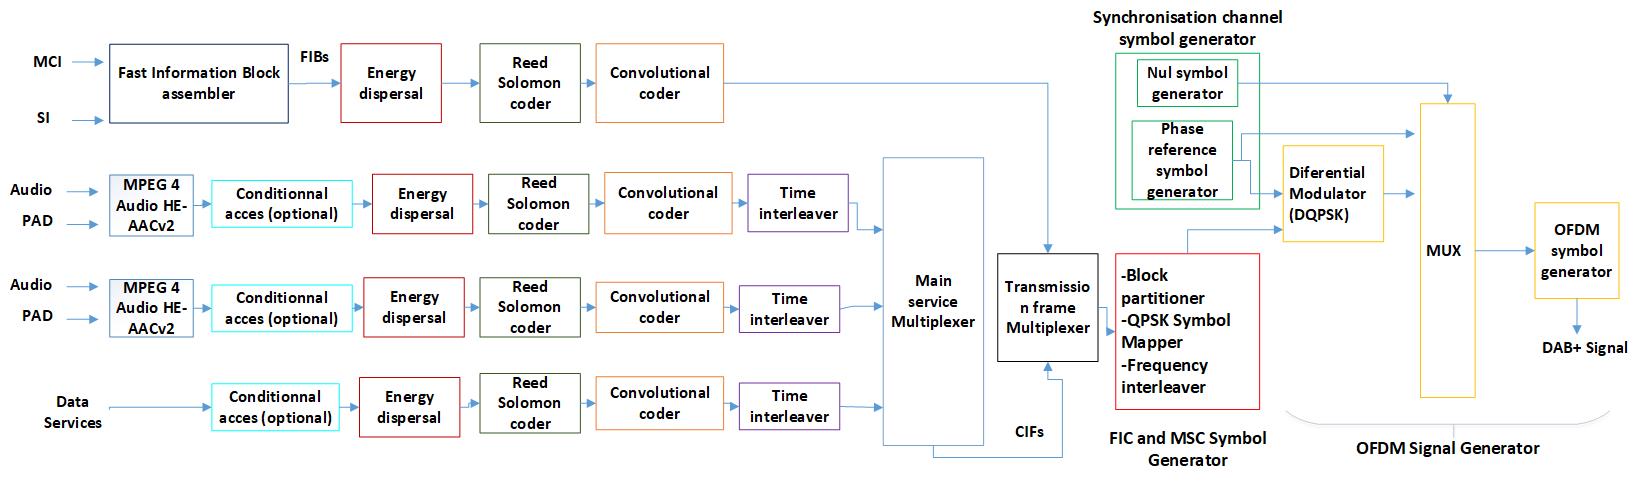 Synchronisation channel
symbol generator
MCI
SI
Fast Information Block
assembler
FIBs
Energy
dispersal
Reed
Solomon
coder
Convolutional
coder
Nul symbol
generator
Phase
reference
symbol
generator
Audio
PAD
MPEG 4
Audio HE-
AACv2
Conditionnal
acces (optional)
Energy
dispersal
Reed
Solomon
coder
Convolutional
coder
Time
interleaver
Diferential
Modulator
(DQPSK)
Audio
PAD
MPEG 4
Audio HE-
AACv2
Conditionnal
acces (optional)
Energy
dispersal
Reed
Solomon
coder
Convolutional
coder
Time
interleaver
Main
service
Multiplexer
Transmissio
n frame
Multiplexer
-Block
partitioner
-QPSK Symbol
Mapper
-Frequency
interleaver
MUX
OFDM
symbol
generator
DAB+ Signal
Data
Services
Conditionnal
acces (optional)
Energy
dispersal
Reed
Solomon
coder
Convolutional
coder
Time
interleaver
CIFs
FIC and MSC Symbol
Generator
OFDM Signal Generator